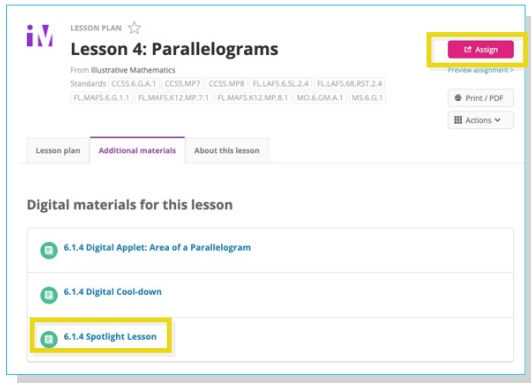 iM
LESSON PLAN
Lesson 4: Parallelograms
From Illustrative Mathematics
Standards CCSS.6.G.A.1 CCSS.MP7 CCSS.MP8 FL.LAFS.6.SL.2.4 FL.LAFS.68.RST.2.4
FL.MAFS.6.G.1.1 FL.MAFS.K12.MP.7.1 FL.MAFS.K12.MP.8.1 MO.6.GM.A.1 MS.6.G.1
Assign
Preview assignment >
Print / PDF
Actions
Lesson plan Additional materials About this lesson
Digital materials for this lesson
6.1.4 Digital Applet: Area of a Parallelogram
6.1.4 Digital Cool-down
6.1.4 Spotlight Lesson